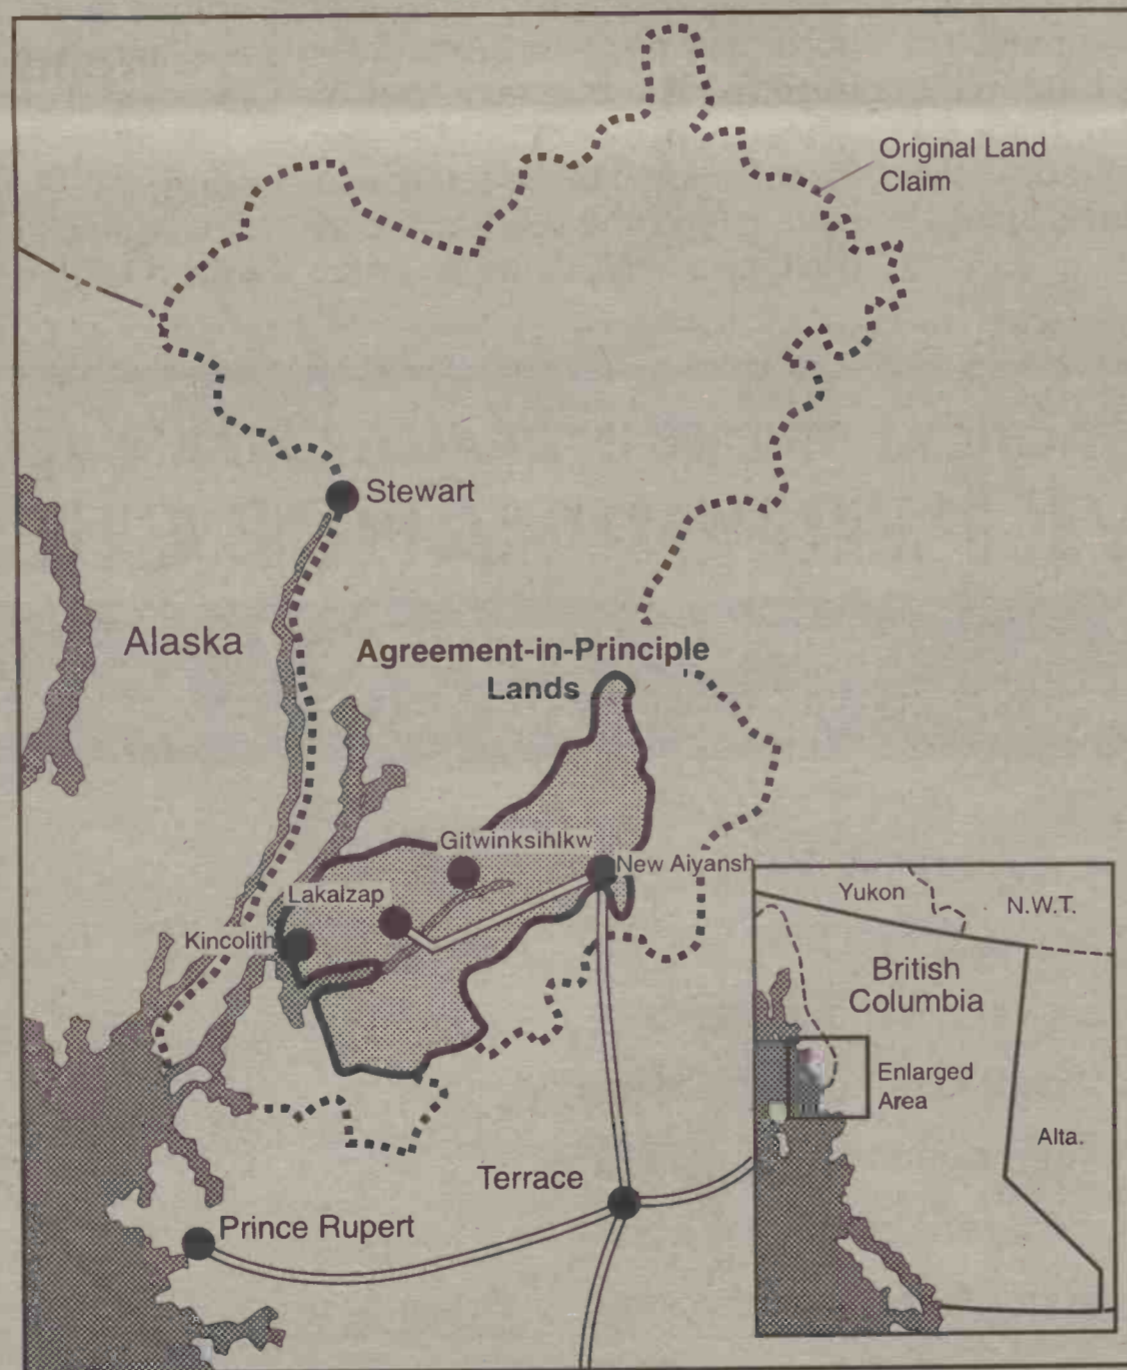 Original Land
Claim
Stewart
Alaska
Agreement-in-Principle
Lands
Gitwinksihlkw
New Aiyansh
Lakalzap
Kincolith
Yukon
N.W.T.
British
Columbia
Enlarged
Area
Alta.
Terrace
Prince Rupert